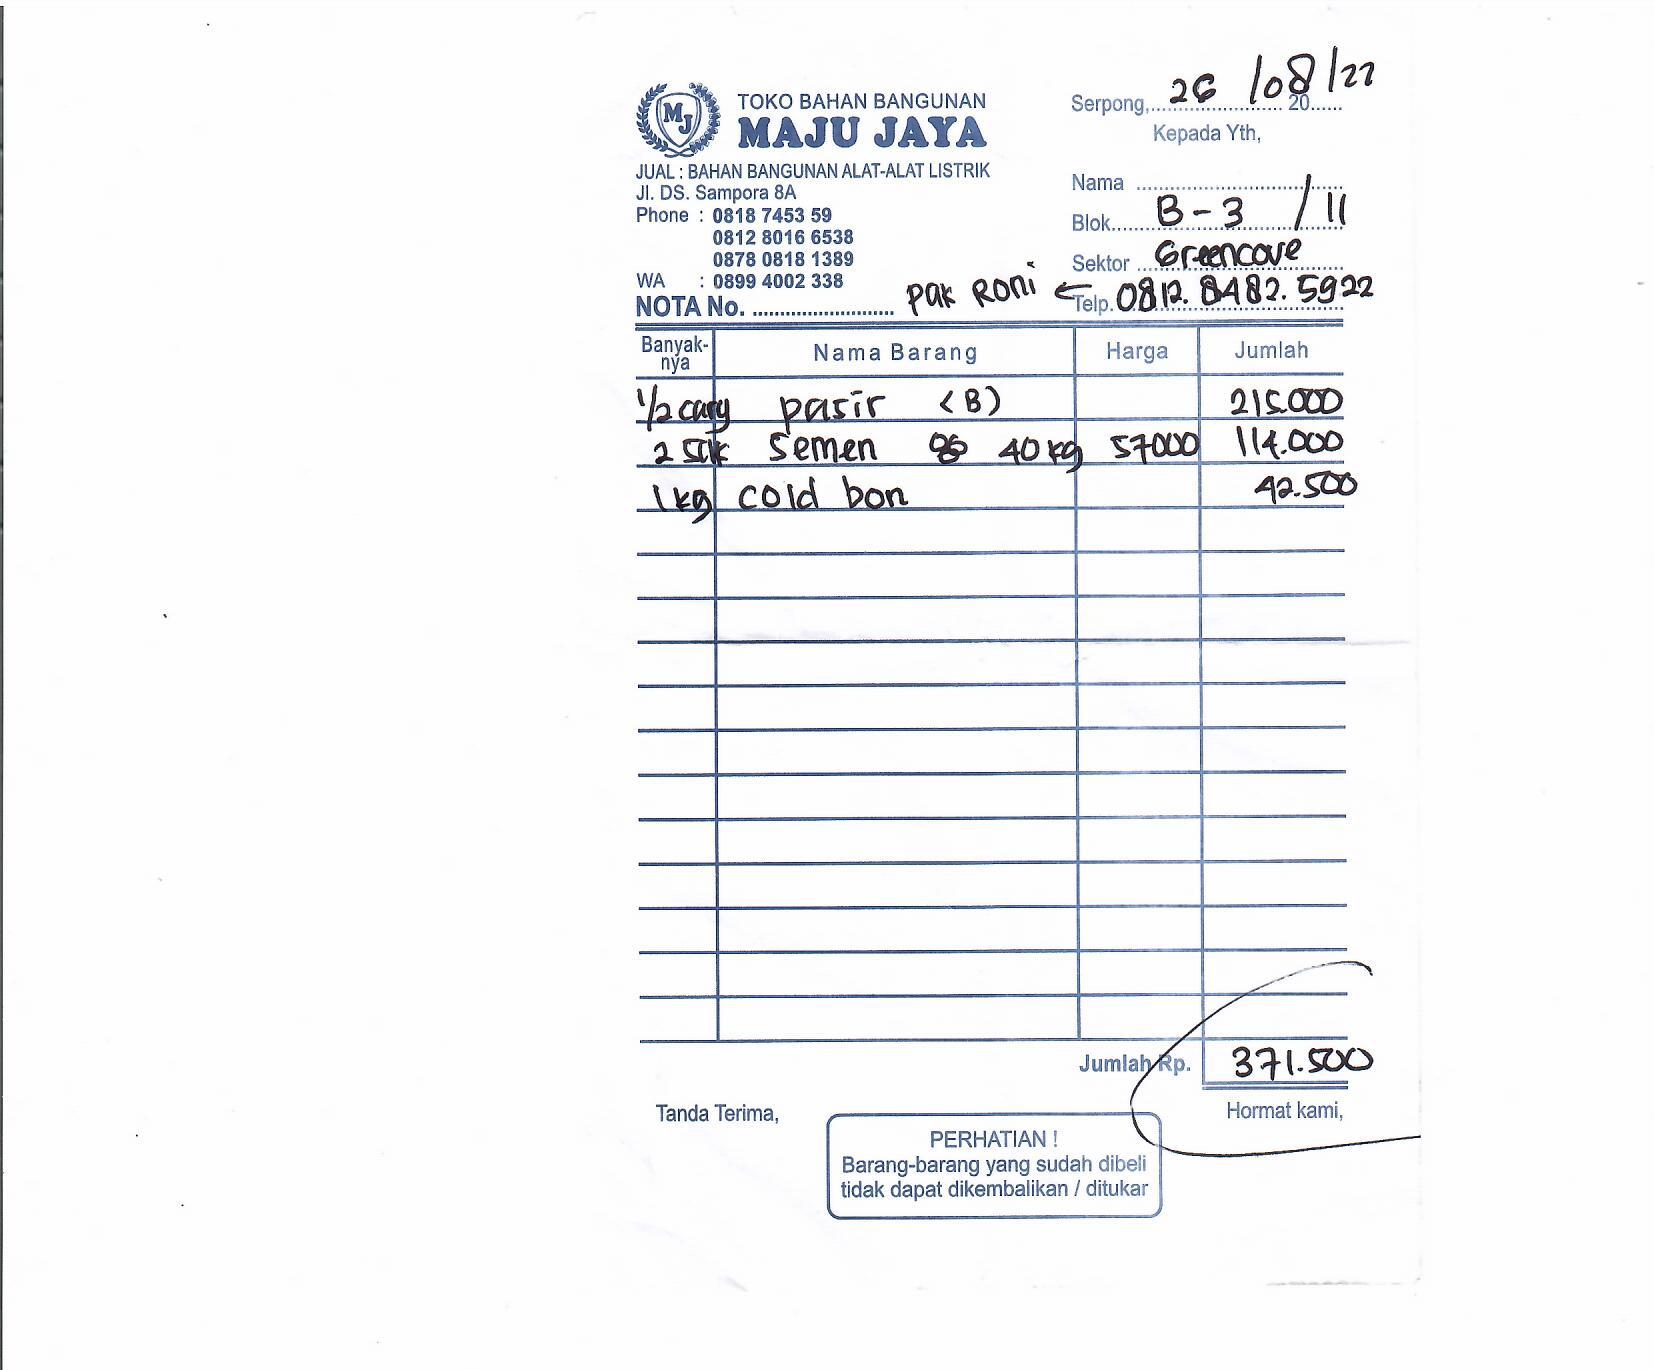 MJ
TOKO BAHAN BANGUNAN
MAJU JAYA
JUAL : BAHAN BANGUNAN ALAT-ALAT LISTRIK
Jl. DS. Sampora 8A
Phone : 0818 7453 59
0812 8016 6538
0878 0818 1389
WA : 0899 4002 338
NOTA No. ............................
Serpong, 26 /08/22 20......
Kepada Yth,
Nama ........................................
Blok B-3 / 11
Sektor Greencove
pak Roni ← Telp. 0812. 8482. 5922
Banyak-nya Nama Barang Harga Jumlah
1/2 carry pasir (B) 215.000
2 semen 40 kg 57000 114.000
1 kg cold bon 42.500
Jumlah Rp. 371.500
Tanda Terima,
Hormat kami,
PERHATIAN !
Barang-barang yang sudah dibeli
tidak dapat dikembalikan / ditukar